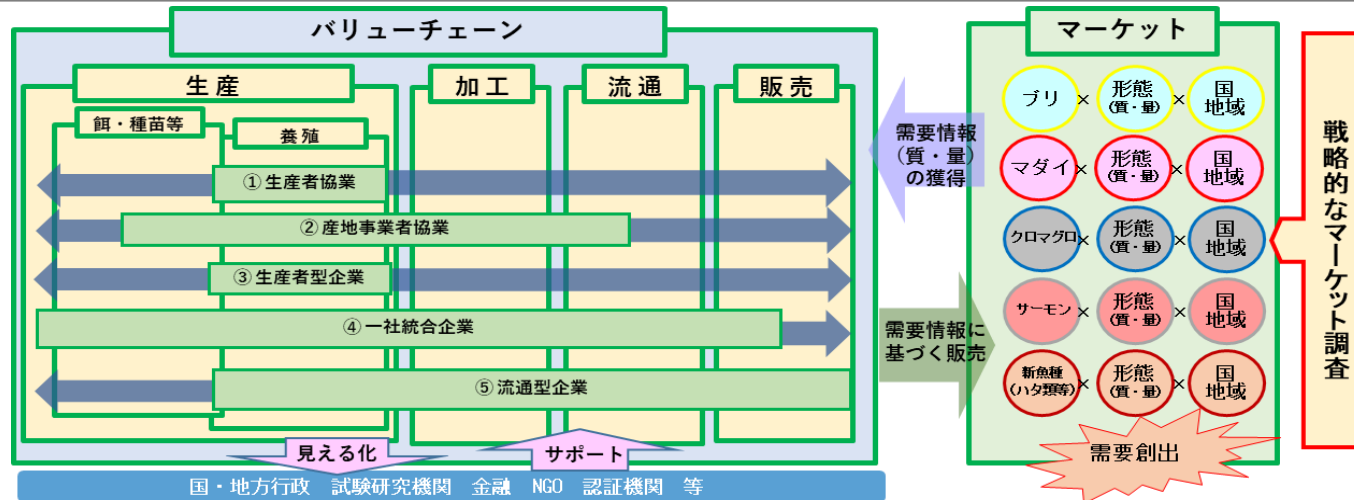 バリューチェーン
生産
加工
流通
販売
餌・種苗等
養殖
①生産者協業
②産地事業者協業
③生産者型企業
④一社統合企業
⑤流通型企業
見える化
サポート
国・地方行政 試験研究機関 金融 NGO 認証機関 等
需要情報
(質・量)
の獲得
需要情報に
基づく販売
マーケット
ブリ × 形態 (質・量) × 国 地域
マダイ × 形態 (質・量) × 国 地域
クロマグロ × 形態 (質・量) × 国 地域
サーモン × 形態 (質・量) × 国 地域
新魚種 (ハタ類等) × 形態 (質・量) × 国 地域
需要創出
戦略的なマーケット調査